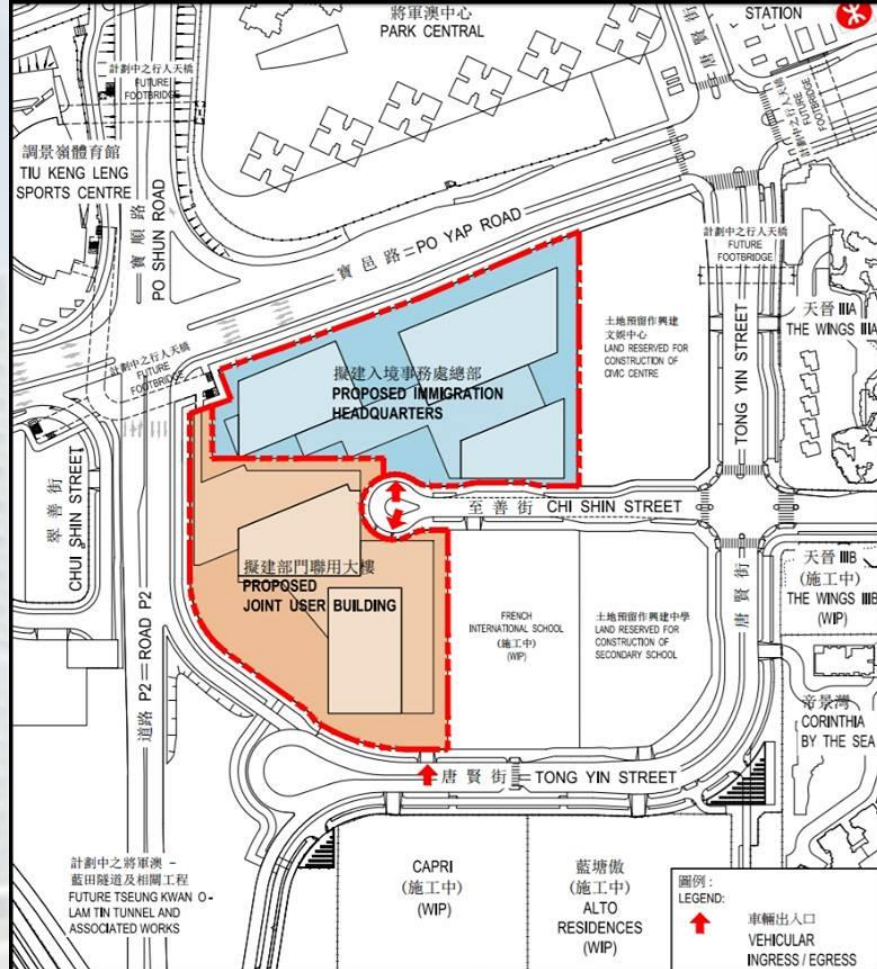 將軍澳中心
PARK CENTRAL
STATION
唐賢街
計劃中之行人天橋
FUTURE
FOOTBRIDGE
計劃中之行人天橋
FUTURE
FOOTBRIDGE
調景嶺體育館
TIU KENG LENG
SPORTS CENTRE
寶順路
PO SHUN ROAD
寶邑路
PO YAP ROAD
計劃中之行人天橋
FUTURE
FOOTBRIDGE
天晉 IIIA
THE WINGS IIIA
土地預留作興建
文娛中心
LAND RESERVED FOR
CONSTRUCTION OF
CIVIC CENTRE
TONG YIN STREET
計劃中之行人天橋
FUTURE
FOOTBRIDGE
擬建入境事務處總部
PROPOSED IMMIGRATION
HEADQUARTERS
翠善街
CHUI SHIN STREET
至善街 CHI SHIN STREET
擬建部門聯用大樓
PROPOSED
JOINT USER BUILDING
FRENCH
INTERNATIONAL SCHOOL
(施工中)
(WIP)
土地預留作興建中學
LAND RESERVED FOR
CONSTRUCTION OF
SECONDARY SCHOOL
唐賢街
天晉 IIIB
(施工中)
THE WINGS IIIB
(WIP)
帝景灣
CORINTHIA
BY THE SEA
道路 P2
ROAD P2
唐賢街
TONG YIN STREET
計劃中之將軍澳 -
藍田隧道及相關工程
FUTURE TSEUNG KWAN O-
LAM TIN TUNNEL AND
ASSOCIATED WORKS
CAPRI
(施工中)
(WIP)
藍塘傲
(施工中)
ALTO
RESIDENCES
(WIP)
圖例 :
LEGEND:
車輛出入口
VEHICULAR
INGRESS / EGRESS